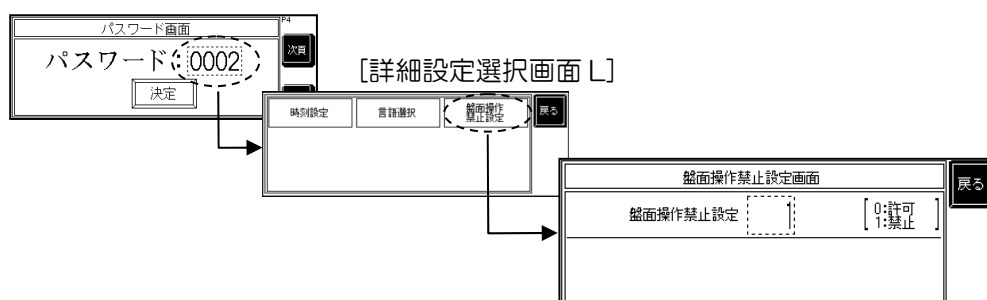 パスワード画面
P4
パスワード:0002
次頁
決定
[詳細設定選択画面L]
時刻設定
言語選択
盤面操作
禁止設定
戻る
盤面操作禁止設定画面
戻る
盤面操作禁止設定
1
[0:許可
1:禁止]